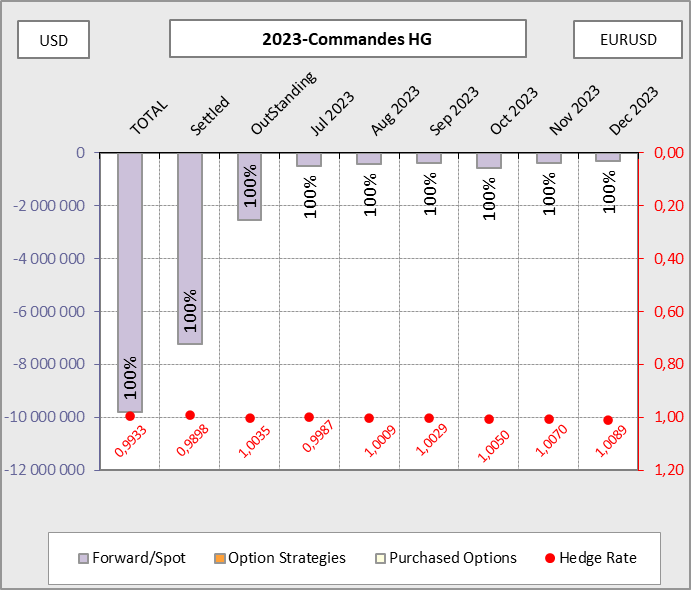 USD
2023-Commandes HG
EURUSD
TOTAL
Settled
OutStanding
Jul 2023
Aug 2023
Sep 2023
Oct 2023
Nov 2023
Dec 2023
0
-2 000 000
-4 000 000
-6 000 000
-8 000 000
-10 000 000
-12 000 000
0,00
0,20
0,40
0,60
0,80
1,00
1,20
100%
100%
100%
100%
100%
100%
100%
100%
100%
0,9933
0,9898
1,0035
0,9987
1,0009
1,0029
1,0050
1,0070
1,0089
Forward/Spot
Option Strategies
Purchased Options
Hedge Rate